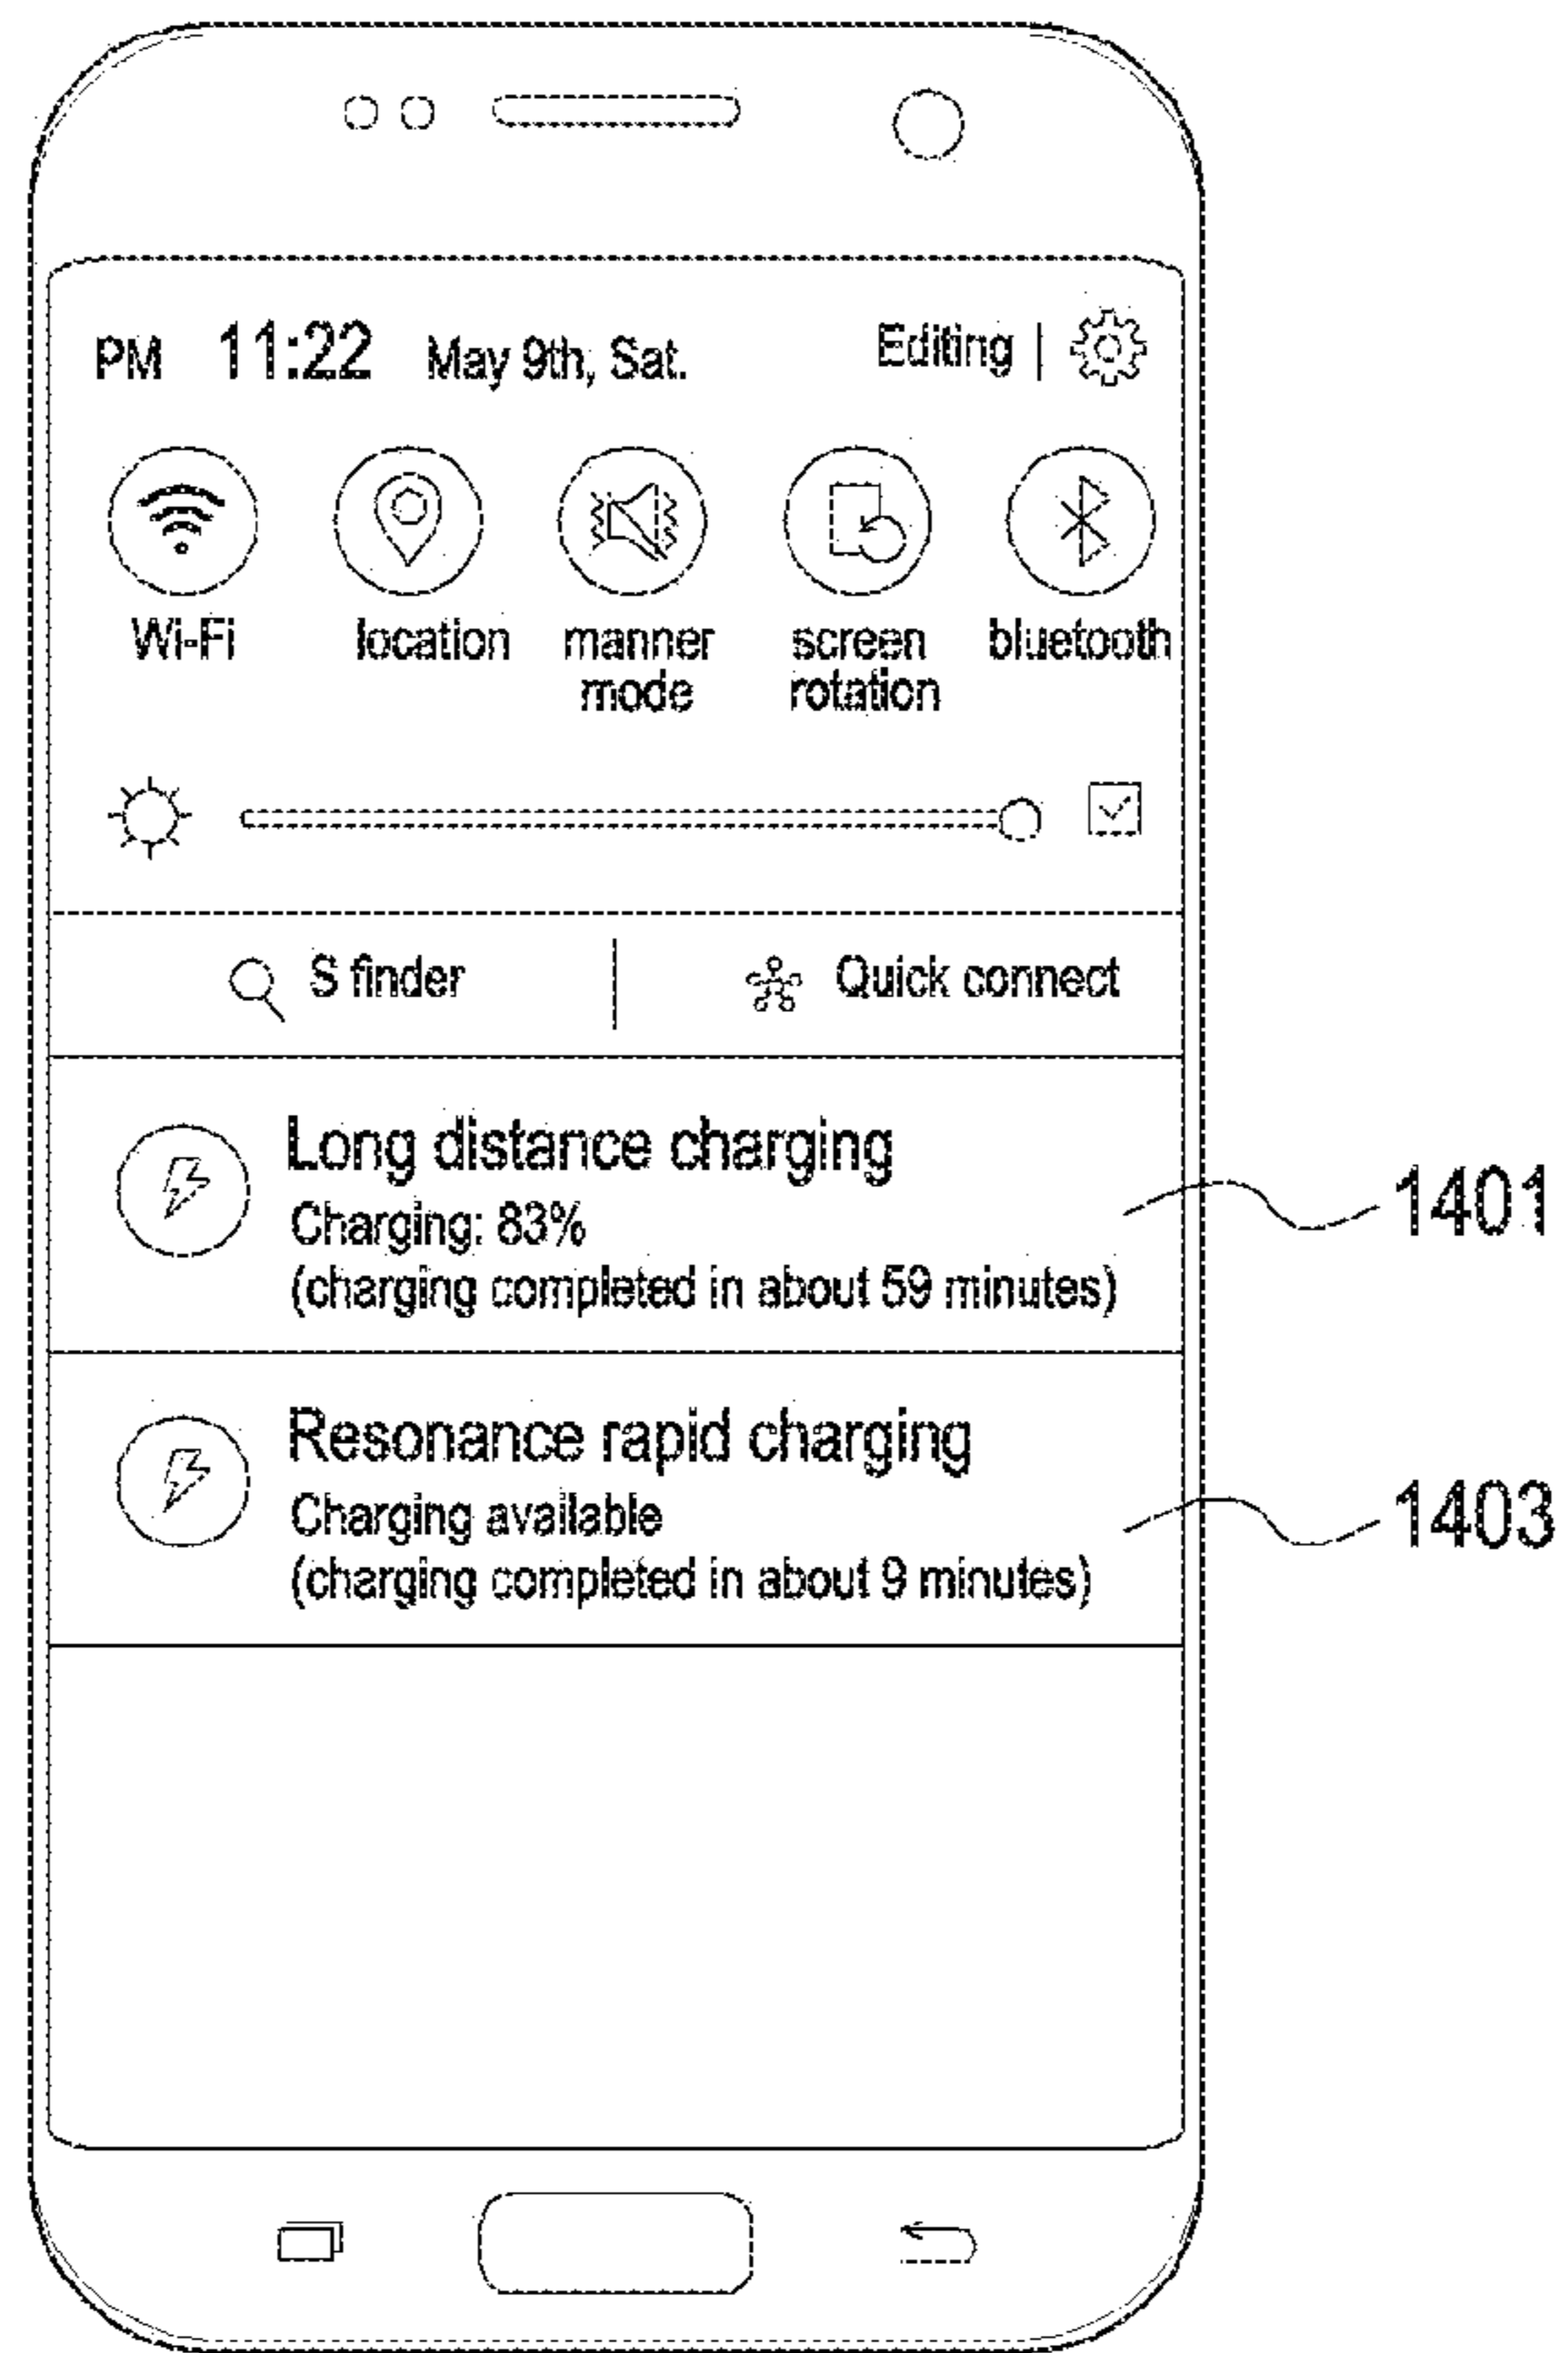 PM 11:22 May 9th, Sat. Editing |
Wi-Fi location manner mode screen rotation bluetooth
S finder | Quick connect
Long distance charging
Charging: 83%
(charging completed in about 59 minutes)
1401
Resonance rapid charging
Charging available
(charging completed in about 9 minutes)
1403